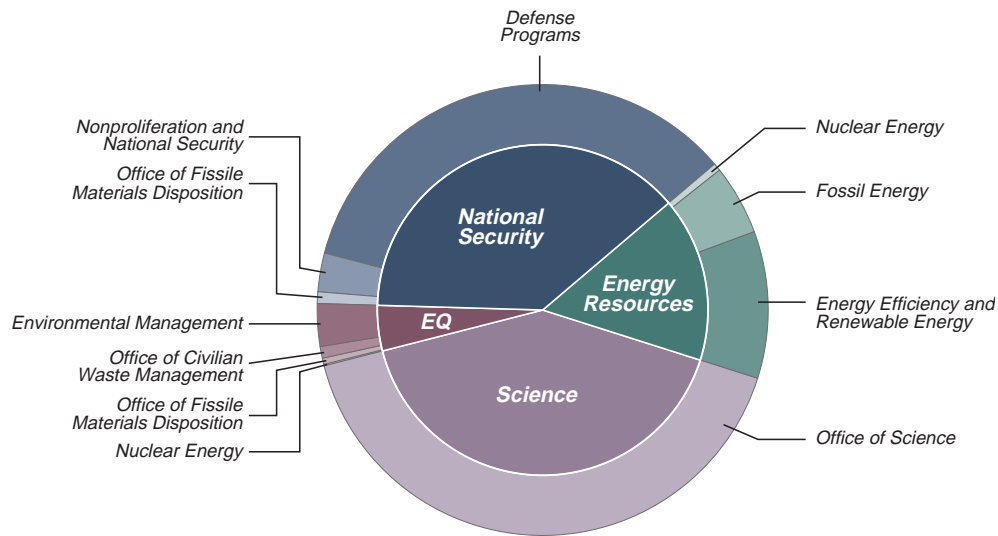 Defense
Programs
Nonproliferation and
National Security
Nuclear Energy
Office of Fissile
Materials Disposition
Fossil Energy
National
Security
Energy
Resources
Energy Efficiency and
Renewable Energy
Environmental Management
EQ
Office of Civilian
Waste Management
Science
Office of Fissile
Materials Disposition
Office of Science
Nuclear Energy